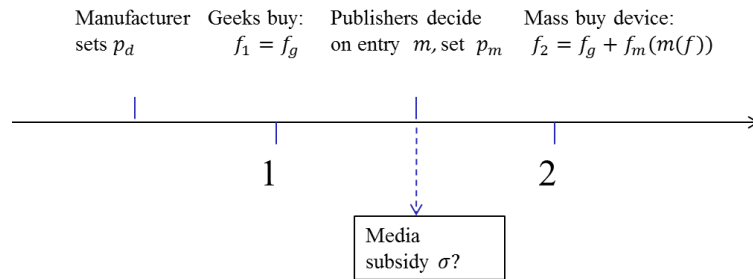 Manufacturer
sets p_d
Geeks buy:
f_1 = f_g
Publishers decide
on entry m, set p_m
Mass buy device:
f_2 = f_g + f_m(m(f))
1
2
Media
subsidy σ?